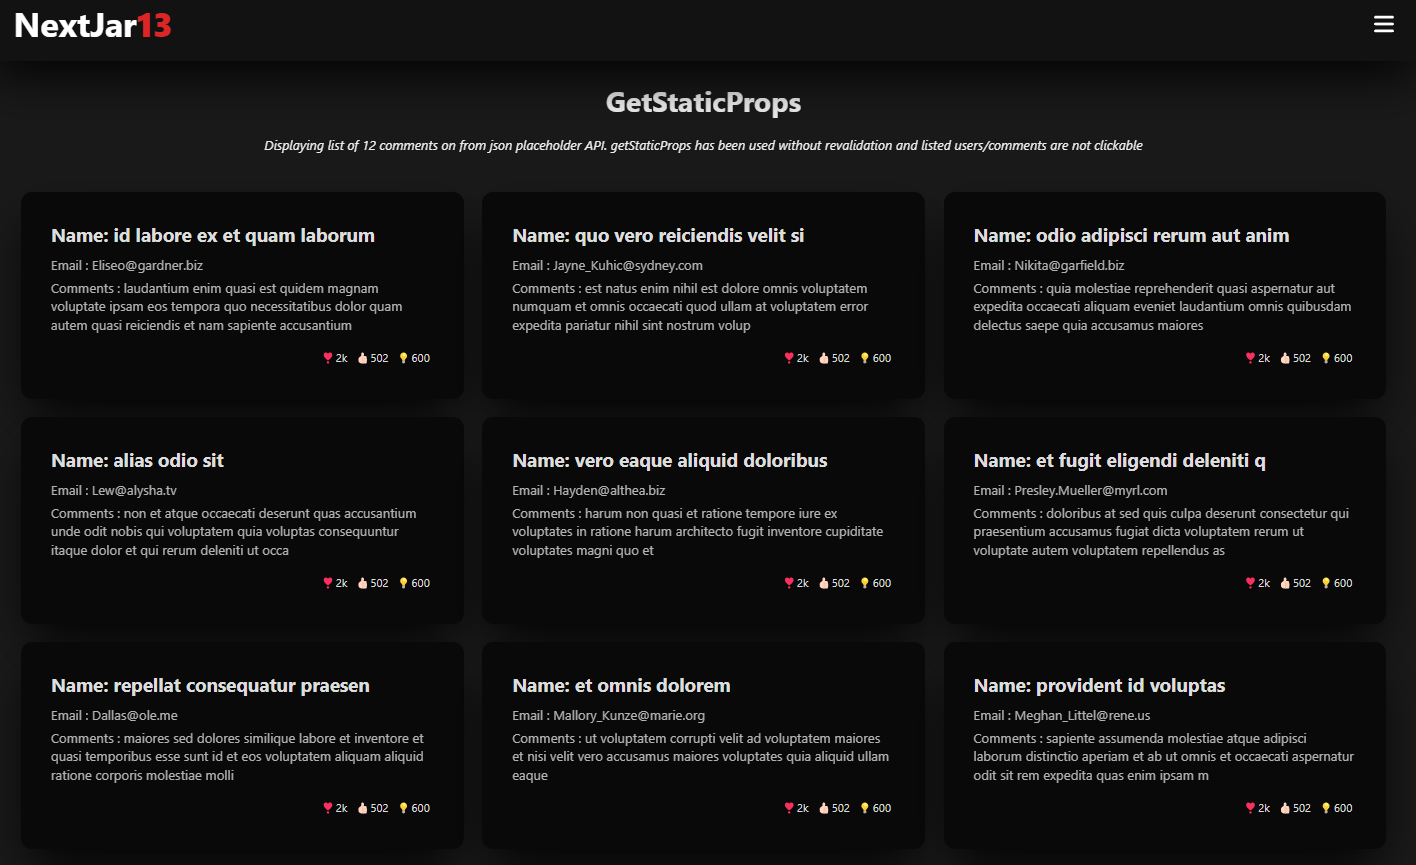 NextJar13
GetStaticProps
Displaying list of 12 comments on from json placeholder API. getStaticProps has been used without revalidation and listed users/comments are not clickable
Name: id labore ex et quam laborum
Email : Eliseo@gardner.biz
Comments : laudantium enim quasi est quidem magnam
voluptate ipsam eos tempora quo necessitatibus dolor quam
autem quasi reiciendis et nam sapiente accusantium
2k 502 600
Name: quo vero reiciendis velit si
Email : Jayne_Kuhic@sydney.com
Comments : est natus enim nihil est dolore omnis voluptatem
numquam et omnis occaecati quod ullam at voluptatem error
expedita pariatur nihil sint nostrum volup
2k 502 600
Name: odio adipisci rerum aut anim
Email : Nikita@garfield.biz
Comments : quia molestiae reprehenderit quasi aspernatur aut
expedita occaecati aliquam eveniet laudantium omnis quibusdam
delectus saepe quia accusamus maiores
2k 502 600
Name: alias odio sit
Email : Lew@alysha.tv
Comments : non et atque occaecati deserunt quas accusantium
unde odit nobis qui voluptatem quia voluptas consequuntur
itaque dolor et qui rerum deleniti ut occa
2k 502 600
Name: vero eaque aliquid doloribus
Email : Hayden@althea.biz
Comments : harum non quasi et ratione tempore iure ex
voluptates in ratione harum architecto fugit inventore cupiditate
voluptates magni quo et
2k 502 600
Name: et fugit eligendi deleniti q
Email : Presley.Mueller@myrl.com
Comments : doloribus at sed quis culpa deserunt consectetur qui
praesentium accusamus fugiat dicta voluptatem rerum ut
voluptate autem voluptatem repellendus as
2k 502 600
Name: repellat consequatur praesen
Email : Dallas@ole.me
Comments : maiores sed dolores similique labore et inventore et
quasi temporibus esse sunt id et eos voluptatem aliquam aliquid
ratione corporis molestiae molli
2k 502 600
Name: et omnis dolorem
Email : Mallory_Kunze@marie.org
Comments : ut voluptatem corrupti velit ad voluptatem maiores
et nisi velit vero accusamus maiores voluptates quia aliquid ullam
eaque
2k 502 600
Name: provident id voluptas
Email : Meghan_Littel@rene.us
Comments : sapiente assumenda molestiae atque adipisci
laborum distinctio aperiam et ab ut omnis et occaecati aspernatur
odit sit rem expedita quas enim ipsam m
2k 502 600